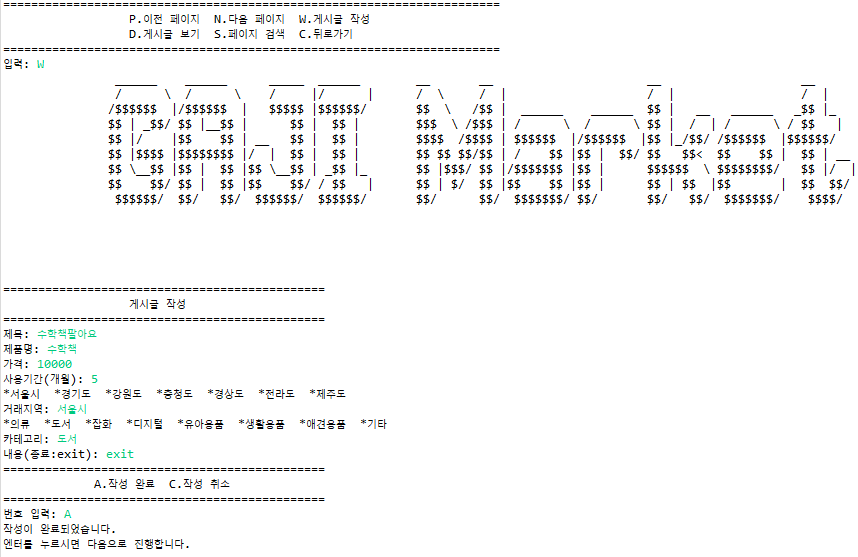 ==================================================
P.이전 페이지 N.다음 페이지 W.게시글 작성
D.게시글 보기 S.페이지 검색 C.뒤로가기
==================================================
입력: W
GAJI Market
==================================================
게시글 작성
==================================================
제목: 수학책팔아요
제품명: 수학책
가격: 10000
사용기간(개월): 5
*서울시 *경기도 *강원도 *충청도 *경상도 *전라도 *제주도
거래지역: 서울시
*의류 *도서 *잡화 *디지털 *유아용품 *생활용품 *애견용품 *기타
카테고리: 도서
내용(종료:exit): exit
==================================================
A.작성 완료 C.작성 취소
==================================================
번호 입력: A
작성이 완료되었습니다.
엔터를 누르시면 다음으로 진행합니다.